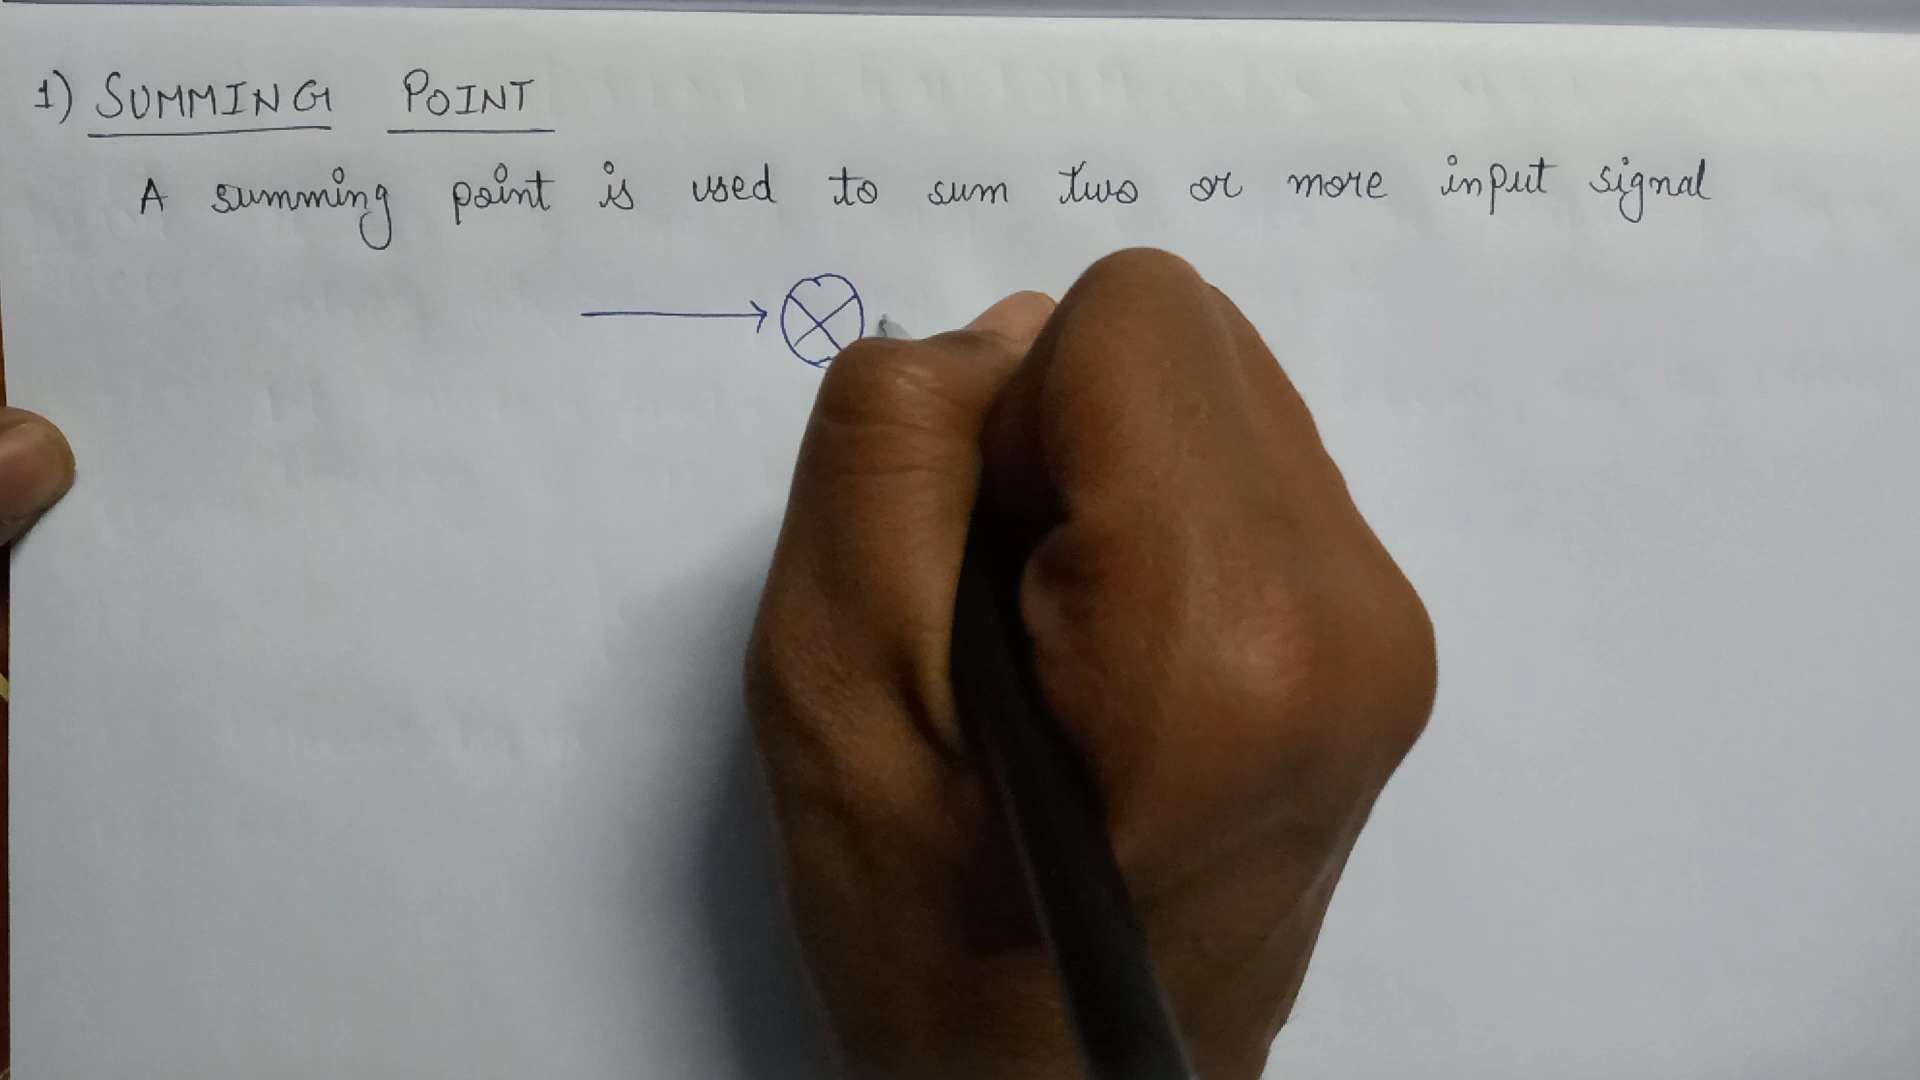 1) SUMMING POINT
A summing point is used to sum two or more input signal